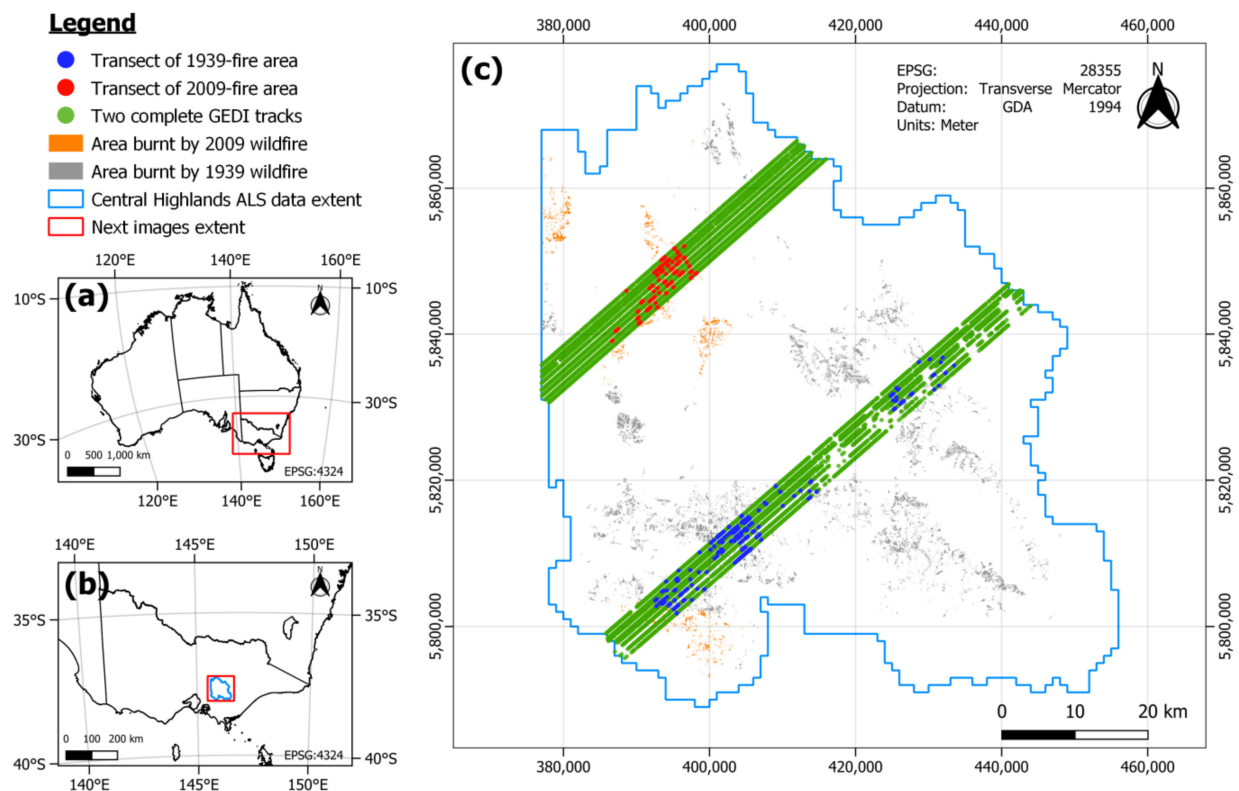 Legend
Transect of 1939-fire area
Transect of 2009-fire area
Two complete GEDI tracks
Area burnt by 2009 wildfire
Area burnt by 1939 wildfire
Central Highlands ALS data extent
Next images extent
120°E 140°E 160°E
(a)
N
10°S 10°S
30°S
30°S
0 500 1,000 km
EPSG:4324
120°E 140°E 160°E
140°E 145°E 150°E
(b)
N
35°S 35°S
0 100 200 km
EPSG:4324
40°S 40°S
140°E 145°E 150°E
380,000 400,000 420,000 440,000 460,000
(c)
EPSG: 28355
Projection: Transverse Mercator
Datum: GDA 1994
Units: Meter
N
5,860,000 5,860,000
5,840,000 5,840,000
5,820,000 5,820,000
5,800,000 5,800,000
0 10 20 km
380,000 400,000 420,000 440,000 460,000